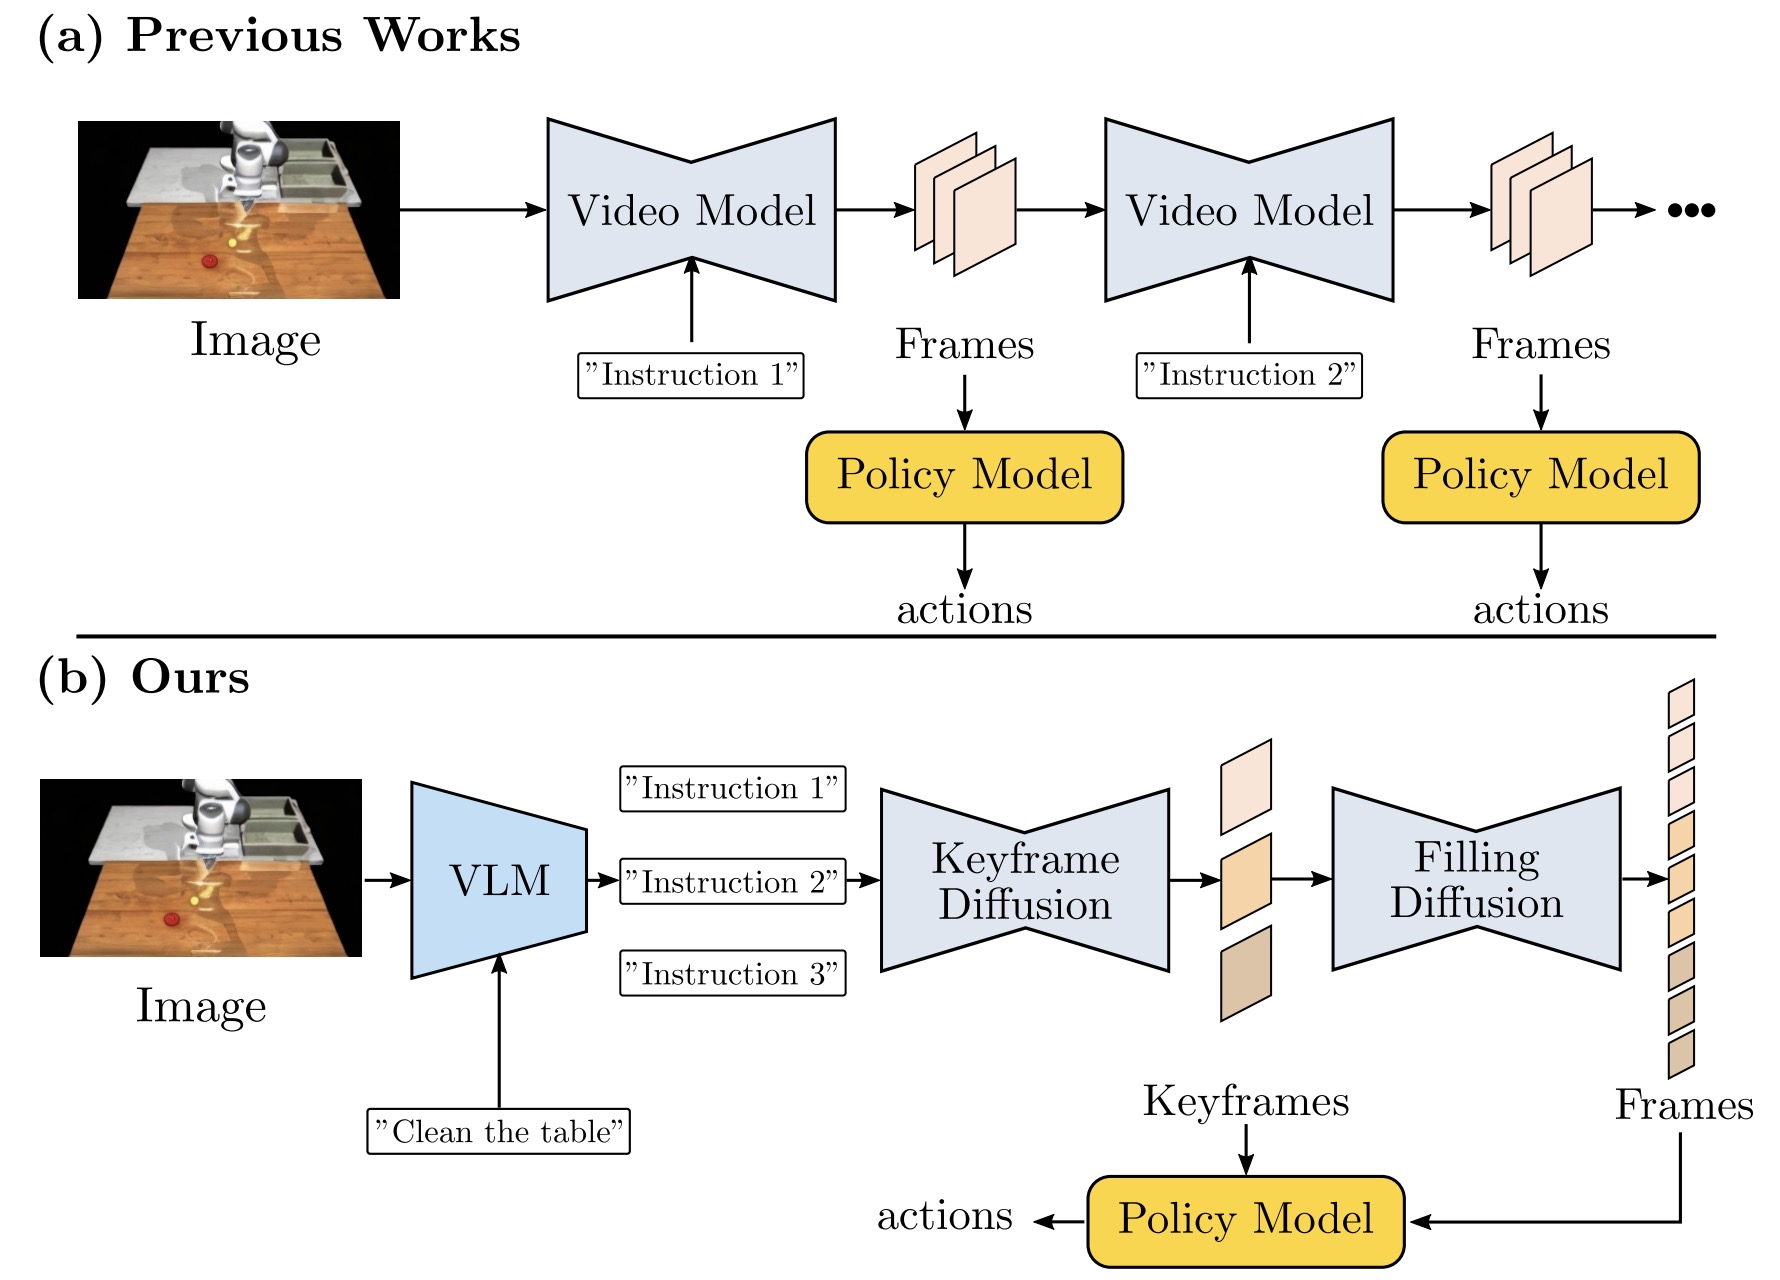 (a) Previous Works
Video Model
Video Model
Image
"Instruction 1"
Frames
"Instruction 2"
Frames
Policy Model
Policy Model
actions
actions
(b) Ours
"Instruction 1"
VLM
"Instruction 2"
"Instruction 3"
Keyframe
Diffusion
Filling
Diffusion
Image
"Clean the table"
Keyframes
Frames
Policy Model
actions